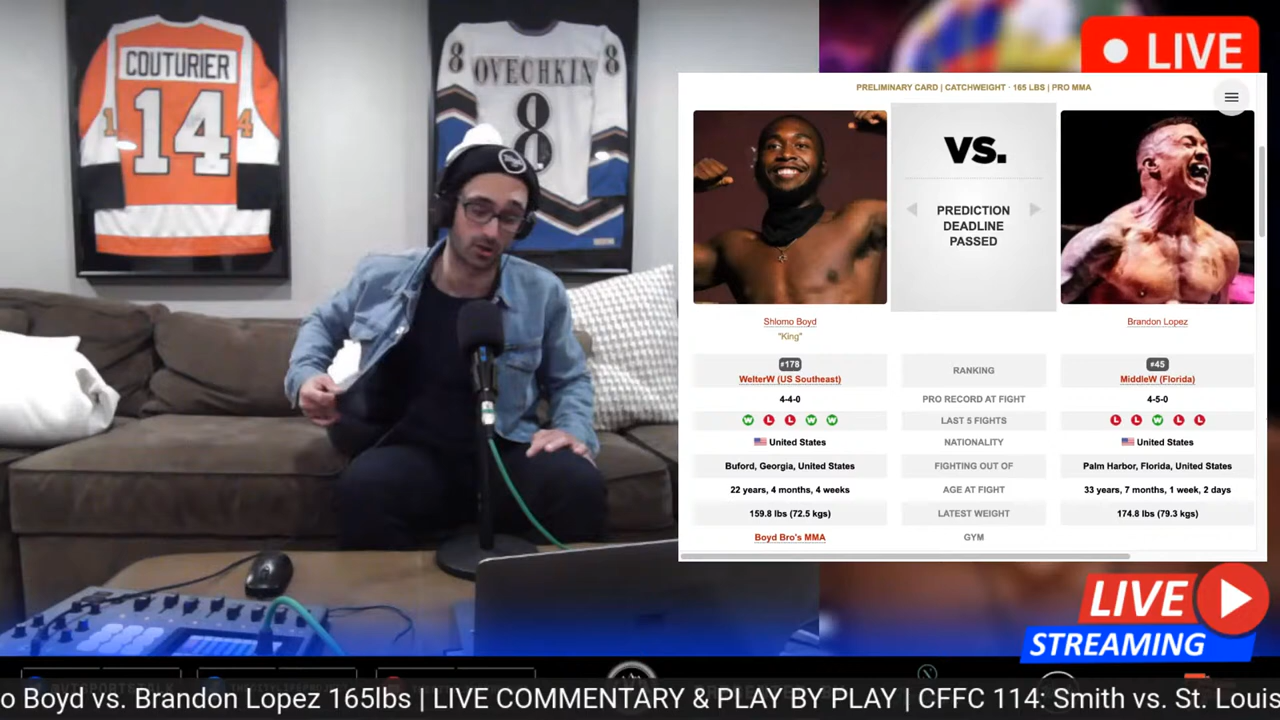 COUTURIER
14
1
4
8
OVECHKIN
8
8
LIVE
PRELIMINARY CARD | CATCHWEIGHT · 165 LBS | PRO MMA
VS.
PREDICTION
DEADLINE
PASSED
Shlomo Boyd
"King"
Brandon Lopez
#178
WelterW (US Southeast)
RANKING
#45
MiddleW (Florida)
4-4-0
PRO RECORD AT FIGHT
4-5-0
W L L W W
LAST 5 FIGHTS
L L W L L
United States
NATIONALITY
United States
Buford, Georgia, United States
FIGHTING OUT OF
Palm Harbor, Florida, United States
22 years, 4 months, 4 weeks
AGE AT FIGHT
33 years, 7 months, 1 week, 2 days
159.8 lbs (72.5 kgs)
LATEST WEIGHT
174.8 lbs (79.3 kgs)
Boyd Bro's MMA
GYM
LIVE
STREAMING
o Boyd vs. Brandon Lopez 165lbs | LIVE COMMENTARY & PLAY BY PLAY | CFFC 114: Smith vs. St. Louis